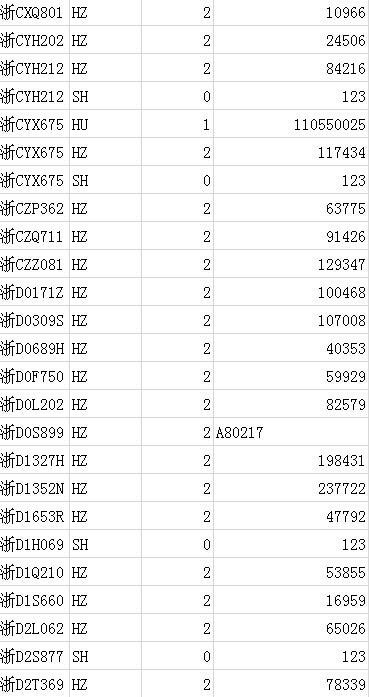 浙CXQ801 HZ 2 10966
浙CYH202 HZ 2 24506
浙CYH212 HZ 2 84216
浙CYH212 SH 0 123
浙CYX675 HU 1 110550025
浙CYX675 HZ 2 117434
浙CYX675 SH 0 123
浙CZP362 HZ 2 63775
浙CZQ711 HZ 2 91426
浙CZZ081 HZ 2 129347
浙D0171Z HZ 2 100468
浙D0309S HZ 2 107008
浙D0689H HZ 2 40353
浙D0F750 HZ 2 59929
浙D0L202 HZ 2 82579
浙D0S899 HZ 2 A80217
浙D1327H HZ 2 198431
浙D1352N HZ 2 237722
浙D1653R HZ 2 47792
浙D1H069 SH 0 123
浙D1Q210 HZ 2 53855
浙D1S660 HZ 2 16959
浙D2L062 HZ 2 65026
浙D2S877 SH 0 123
浙D2T369 HZ 2 78339